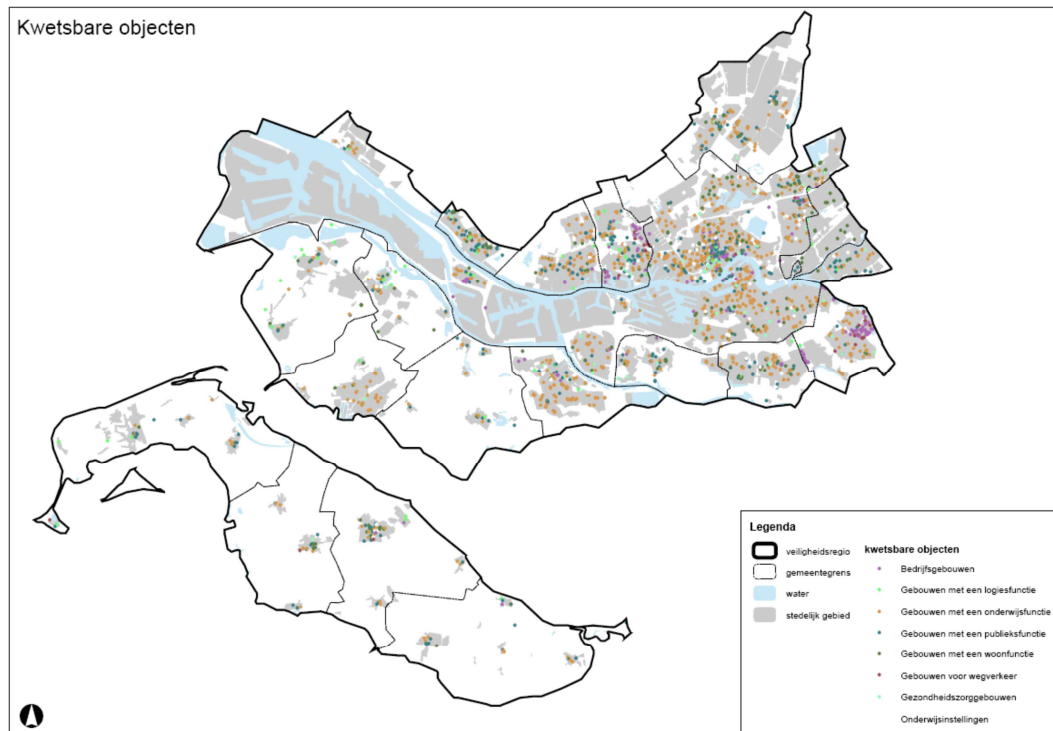 Kwetsbare objecten
Legenda
veiligheidsregio
gemeentegrens
water
stedelijk gebied
kwetsbare objecten
Bedrijfsgebouwen
Gebouwen met een logiesfunctie
Gebouwen met een onderwijsfunctie
Gebouwen met een publieksfunctie
Gebouwen met een woonfunctie
Gebouwen voor wegverkeer
Gezondheidszorggebouwen
Onderwijsinstellingen